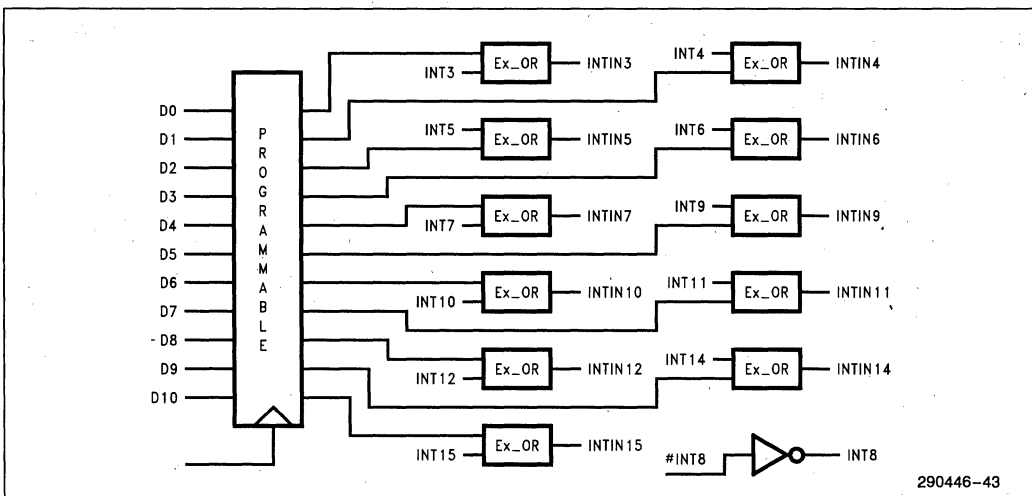 Ex_OR
INT3
INTIN3
INT4
Ex_OR
INTIN4
D0
D1
D2
D3
D4
D5
D6
D7
D8
D9
D10
PROGRAMMABLE
INT5
Ex_OR
INTIN5
INT6
Ex_OR
INTIN6
INT7
Ex_OR
INTIN7
INT9
Ex_OR
INTIN9
INT10
Ex_OR
INTIN10
INT11
Ex_OR
INTIN11
INT12
Ex_OR
INTIN12
INT14
Ex_OR
INTIN14
INT15
Ex_OR
INTIN15
#INT8
INT8
290446-43